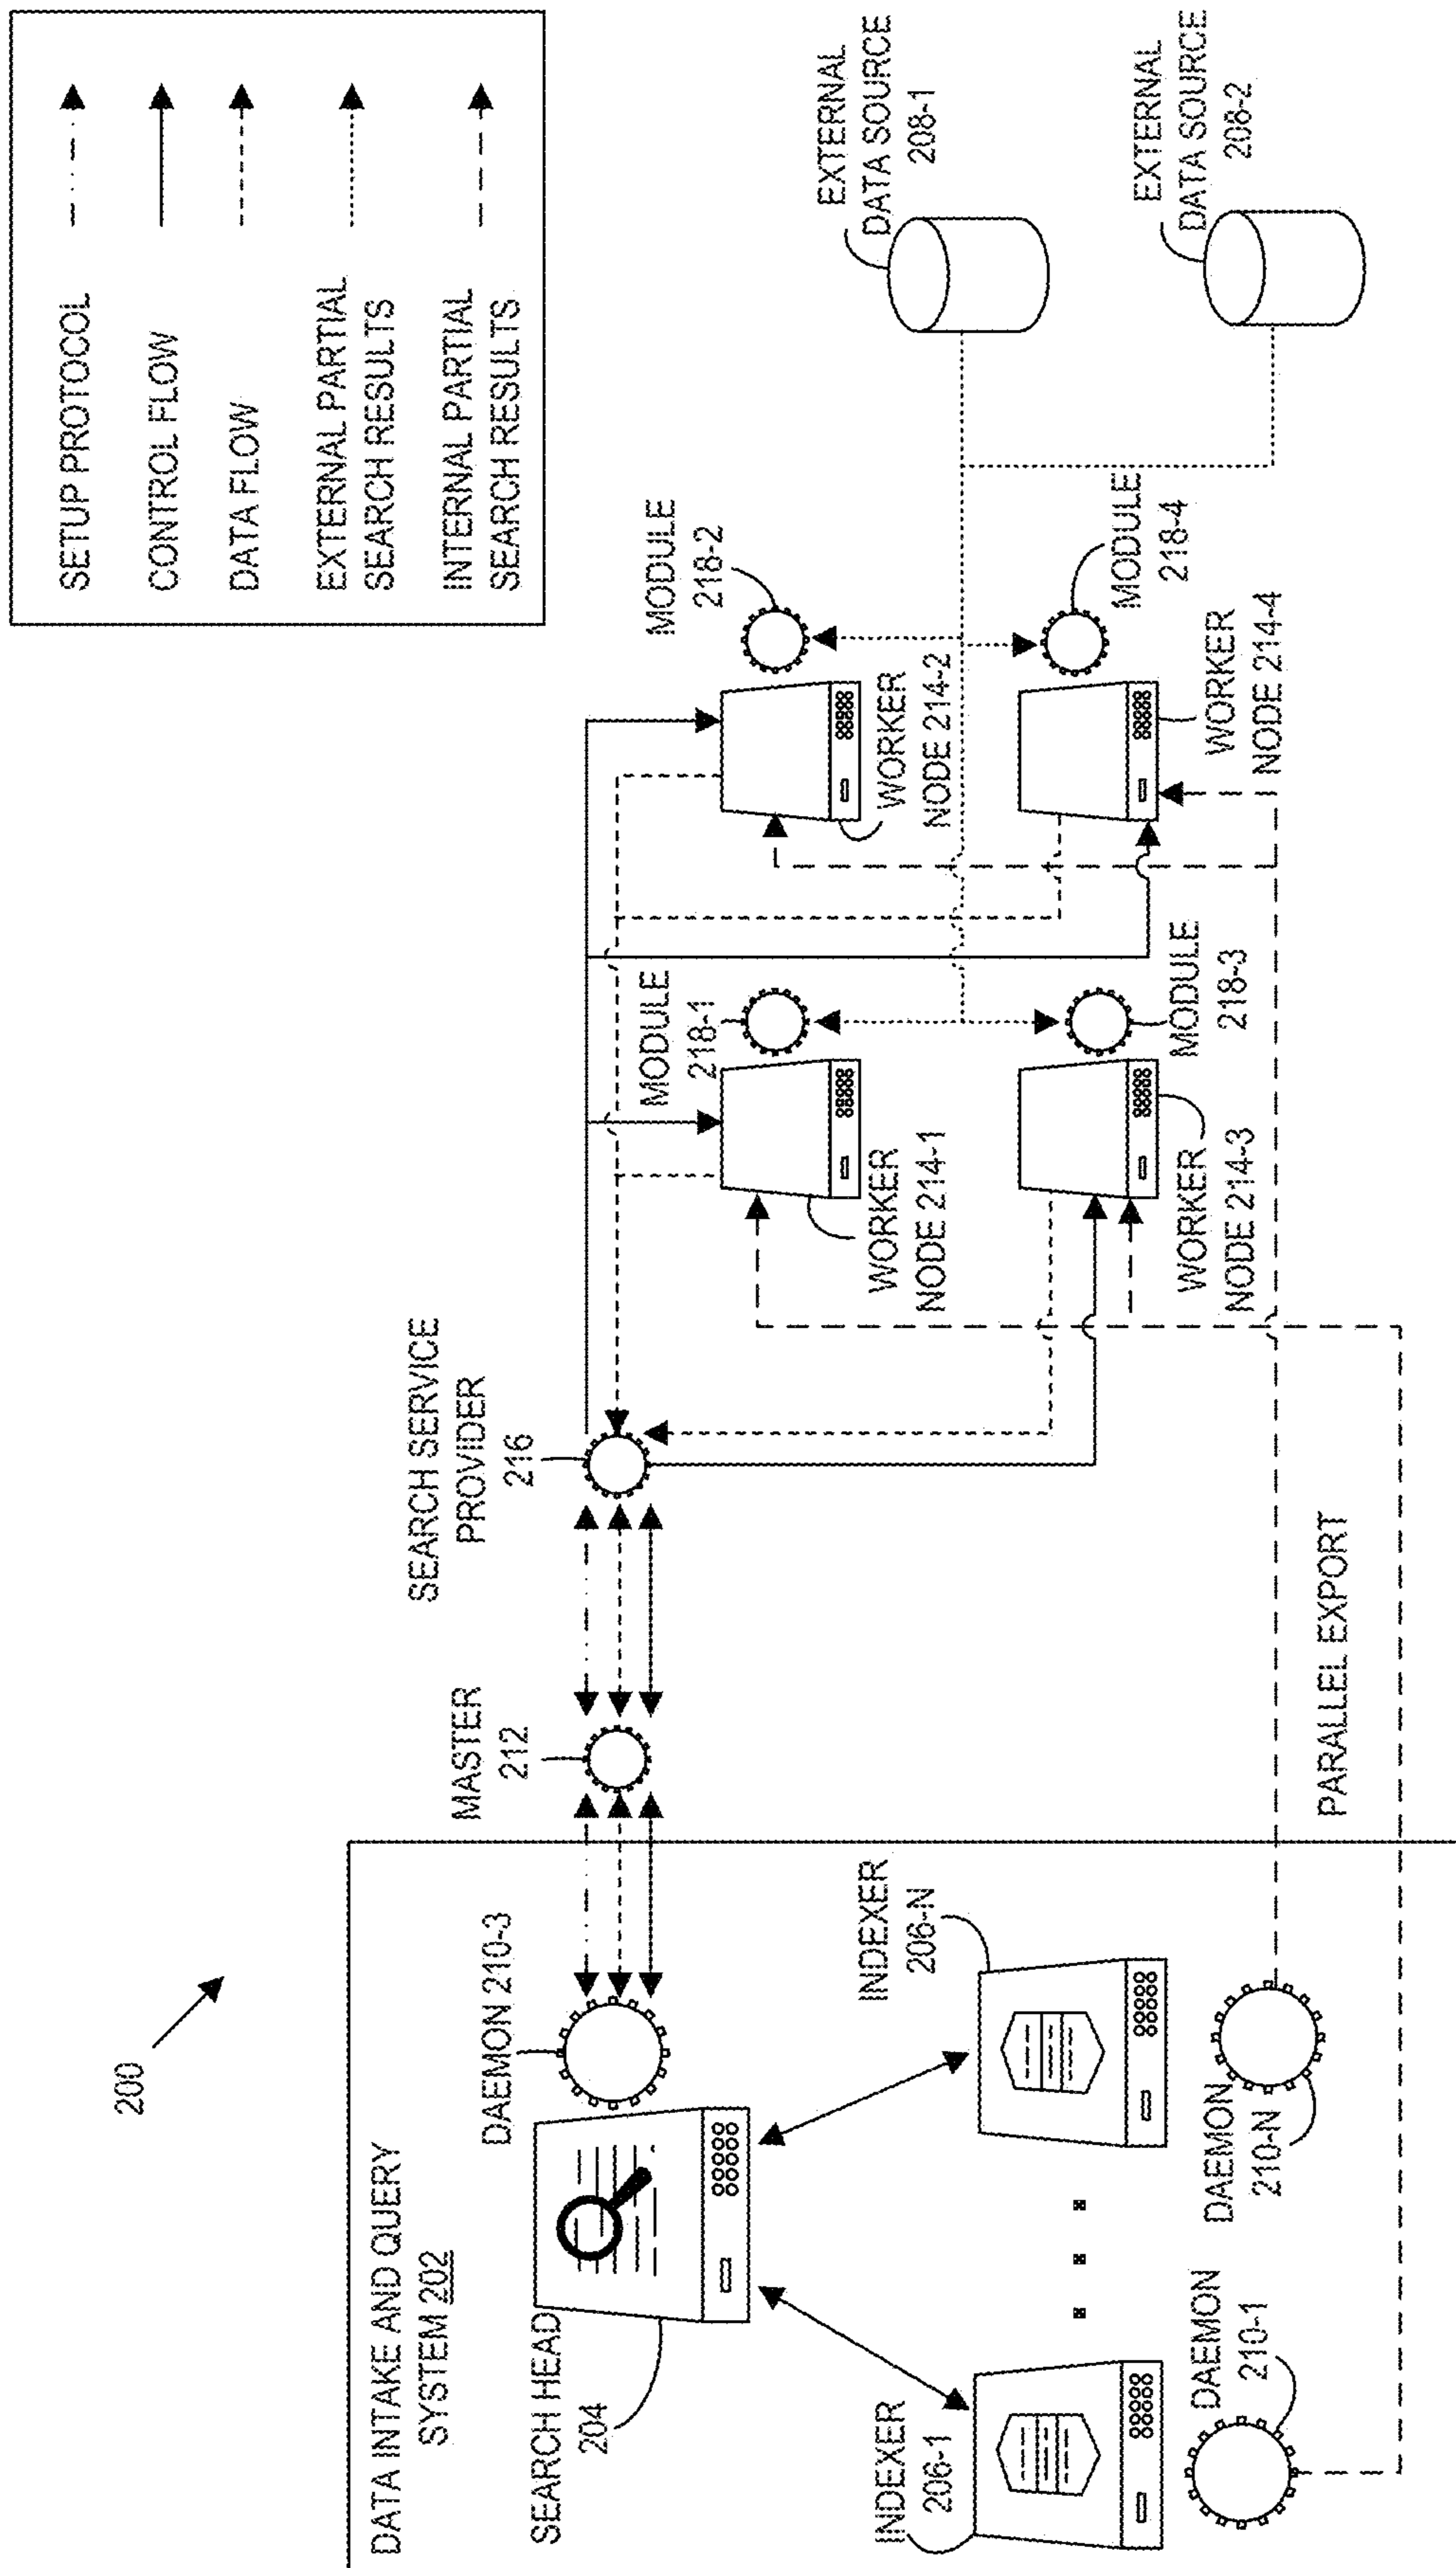 200
DATA INTAKE AND QUERY
SYSTEM 202
SEARCH HEAD
204
DAEMON 210-3
INDEXER
206-1
INDEXER
206-N
DAEMON
210-1
DAEMON
210-N
MASTER
212
SEARCH SERVICE
PROVIDER
216
PARALLEL EXPORT
WORKER
NODE 214-1
MODULE
218-1
WORKER
NODE 214-2
MODULE
218-2
WORKER
NODE 214-3
MODULE
218-3
WORKER
NODE 214-4
MODULE
218-4
EXTERNAL
DATA SOURCE
208-1
EXTERNAL
DATA SOURCE
208-2
SETUP PROTOCOL
CONTROL FLOW
DATA FLOW
EXTERNAL PARTIAL
SEARCH RESULTS
INTERNAL PARTIAL
SEARCH RESULTS